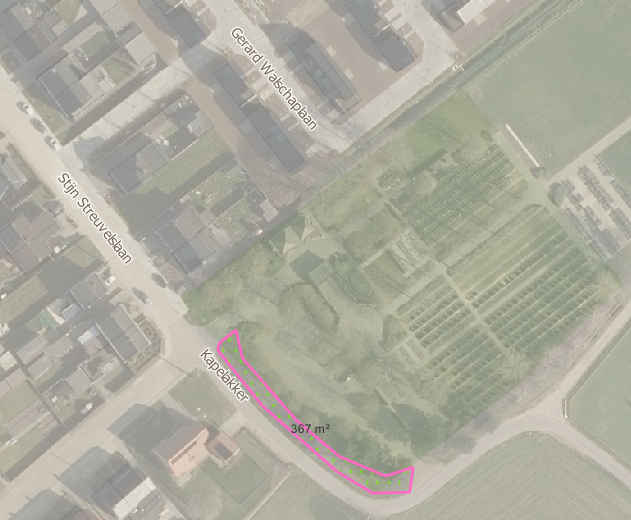 Gerard Walschaplaan
Stijn Streuvelslaan
Kapelakker
367 m²